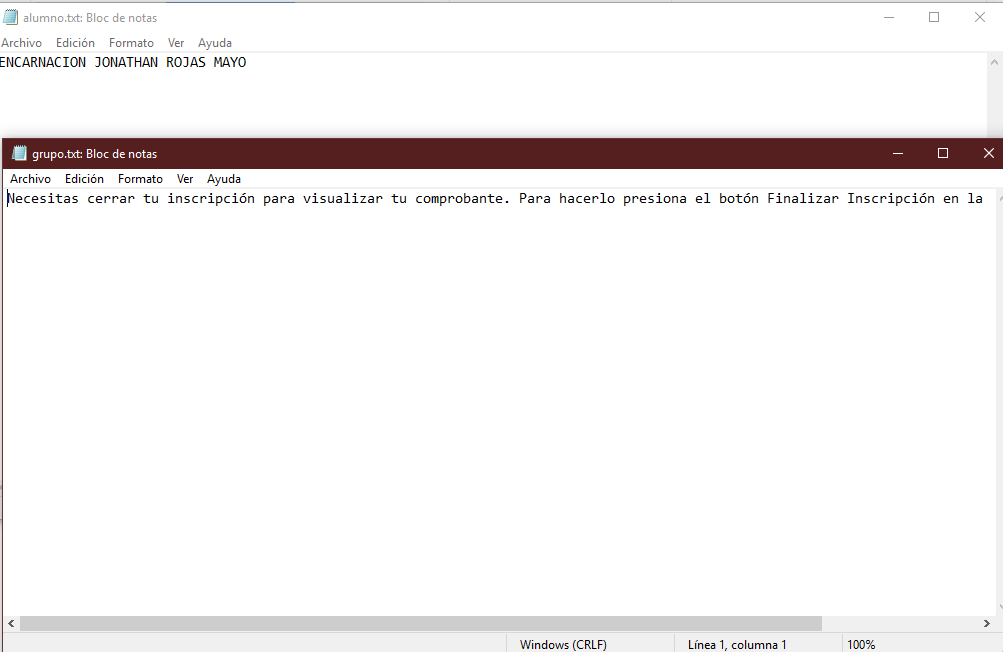 alumno.txt: Bloc de notas
Archivo Edición Formato Ver Ayuda
ENCARNACION JONATHAN ROJAS MAYO
grupo.txt: Bloc de notas
Archivo Edición Formato Ver Ayuda
Necesitas cerrar tu inscripción para visualizar tu comprobante. Para hacerlo presiona el botón Finalizar Inscripción en la
Windows (CRLF) Línea 1, columna 1 100%